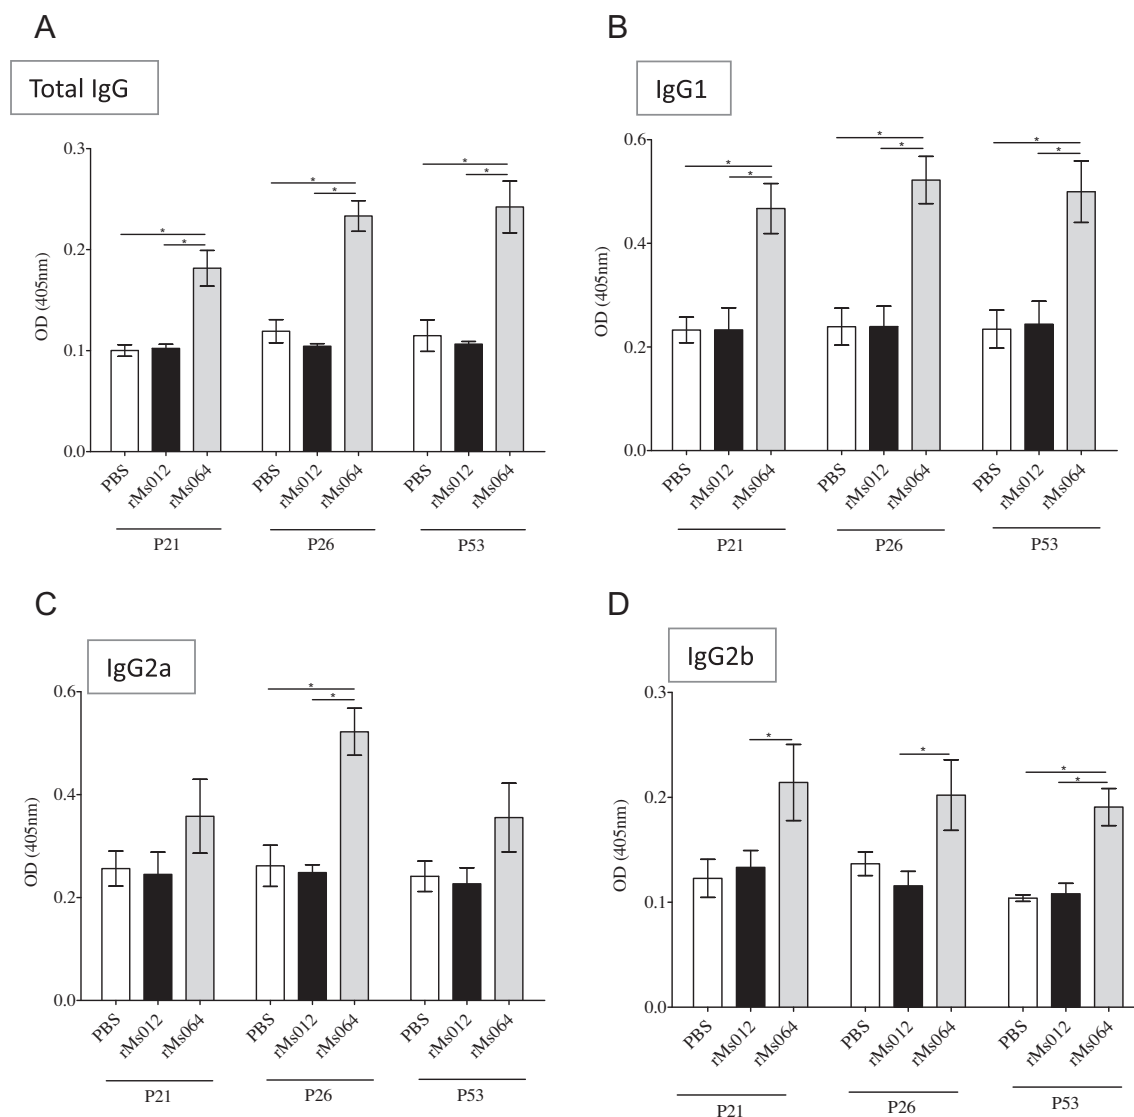 A
Total IgG
0.3
0.2
0.1
0.0
OD (405nm)
* * * * * *
PBS rMs012 rMs064 PBS rMs012 rMs064 PBS rMs012 rMs064
P21 P26 P53
B
IgG1
0.6
0.4
0.2
0.0
OD (405nm)
* * * * * *
PBS rMs012 rMs064 PBS rMs012 rMs064 PBS rMs012 rMs064
P21 P26 P53
C
IgG2a
0.6
0.4
0.2
0.0
OD (405nm)
* *
PBS rMs012 rMs064 PBS rMs012 rMs064 PBS rMs012 rMs064
P21 P26 P53
D
IgG2b
0.3
0.2
0.1
0.0
OD (405nm)
* * * *
PBS rMs012 rMs064 PBS rMs012 rMs064 PBS rMs012 rMs064
P21 P26 P53